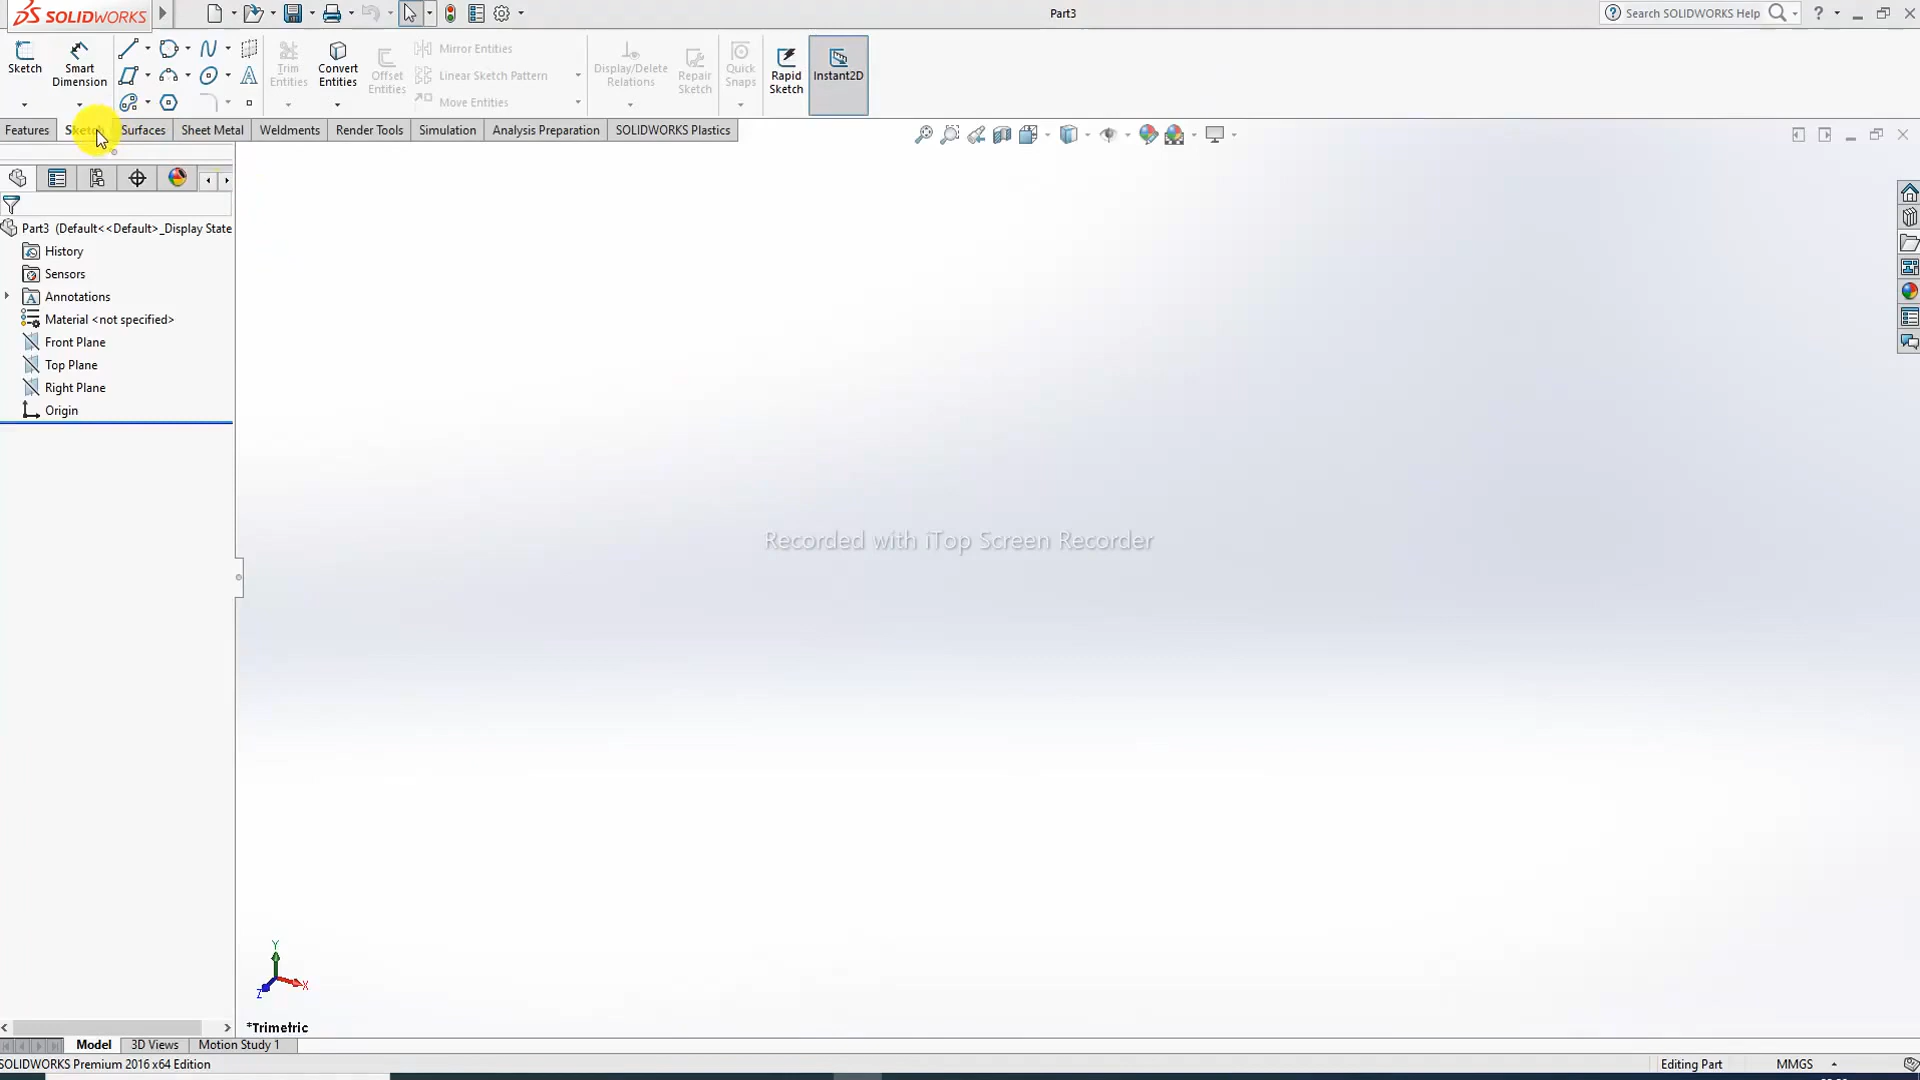 SOLIDWORKS
Part3
Search SOLIDWORKS Help
?
Sketch
Smart Dimension
Trim Entities
Convert Entities
Offset Entities
Mirror Entities
Linear Sketch Pattern
Move Entities
Display/Delete Relations
Repair Sketch
Quick Snaps
Rapid Sketch
Instant2D
Features
Sketch
Surfaces
Sheet Metal
Weldments
Render Tools
Simulation
Analysis Preparation
SOLIDWORKS Plastics
Part3 (Default<<Default>_Display State
History
Sensors
Annotations
Material <not specified>
Front Plane
Top Plane
Right Plane
Origin
Recorded with iTop Screen Recorder
Y
X
Z
*Trimetric
Model
3D Views
Motion Study 1
SOLIDWORKS Premium 2016 x64 Edition
Editing Part
MMGS